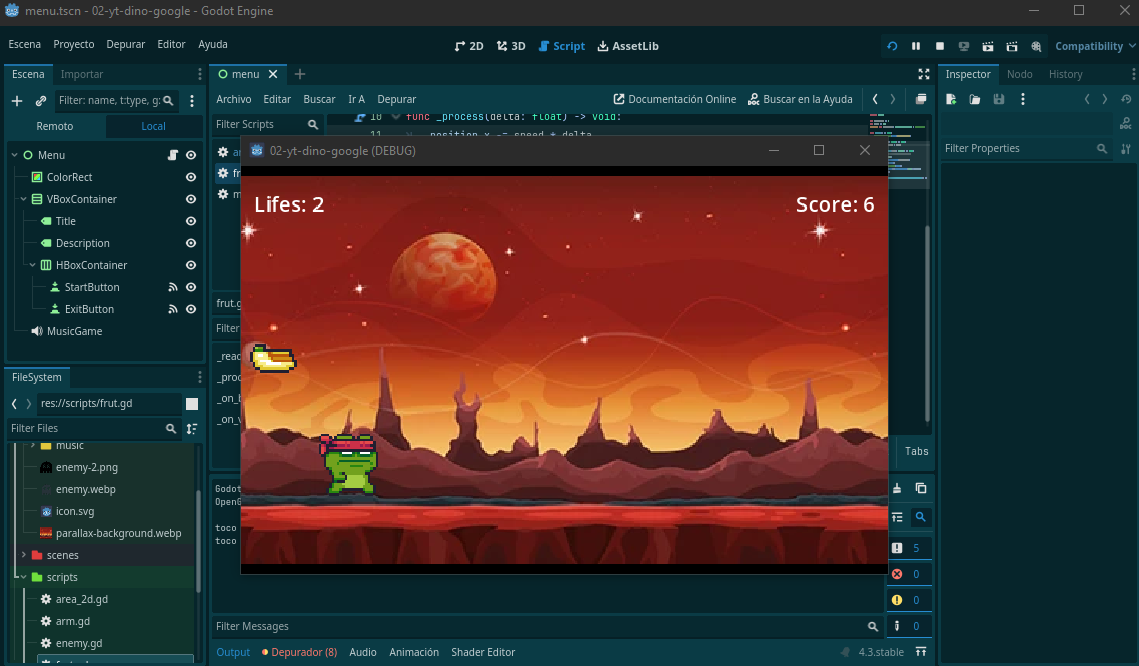 menu.tscn - 02-yt-dino-google - Godot Engine
Escena Proyecto Depurar Editor Ayuda
2D 3D Script AssetLib
Compatibility
Escena Importar
Filter: name, t:type, g:
Remoto Local
Menu
ColorRect
VBoxContainer
Title
Description
HBoxContainer
StartButton
ExitButton
MusicGame
FileSystem
res://scripts/frut.gd
Filter Files
music
enemy-2.png
enemy.webp
icon.svg
parallax-background.webp
scenes
scripts
area_2d.gd
arm.gd
enemy.gd
menu
Archivo Editar Buscar Ir A Depurar
Documentación Online Buscar en la Ayuda
Filter Scripts
10 func _process(delta: float) -> void:
11 position.x -= speed * delta
frut.g
Filter
_read
_proc
_on_
_on_v
02-yt-dino-google (DEBUG)
Lifes: 2
Score: 6
Tabs
Godot
OpenG
toco
toco
5
0
0
0
Filter Messages
Output Depurador (8) Audio Animación Shader Editor
4.3.stable
Inspector Nodo History
Filter Properties